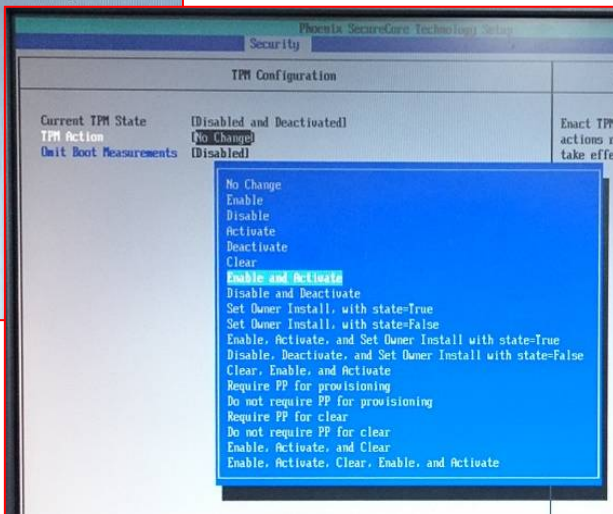 Phoenix SecureCore Technology Setup
Security
TPM Configuration
Current TPM State [Disabled and Deactivated]
TPM Action [No Change]
Omit Boot Measurements [Disabled]
Enact TPM
actions
take effe
No Change
Enable
Disable
Activate
Deactivate
Clear
Enable and Activate
Disable and Deactivate
Set Owner Install, with state=True
Set Owner Install, with state=False
Enable, Activate, and Set Owner Install with state=True
Disable, Deactivate, and Set Owner Install with state=False
Clear, Enable, and Activate
Require PP for provisioning
Do not require PP for provisioning
Require PP for clear
Do not require PP for clear
Enable, Activate, and Clear
Enable, Activate, Clear, Enable, and Activate